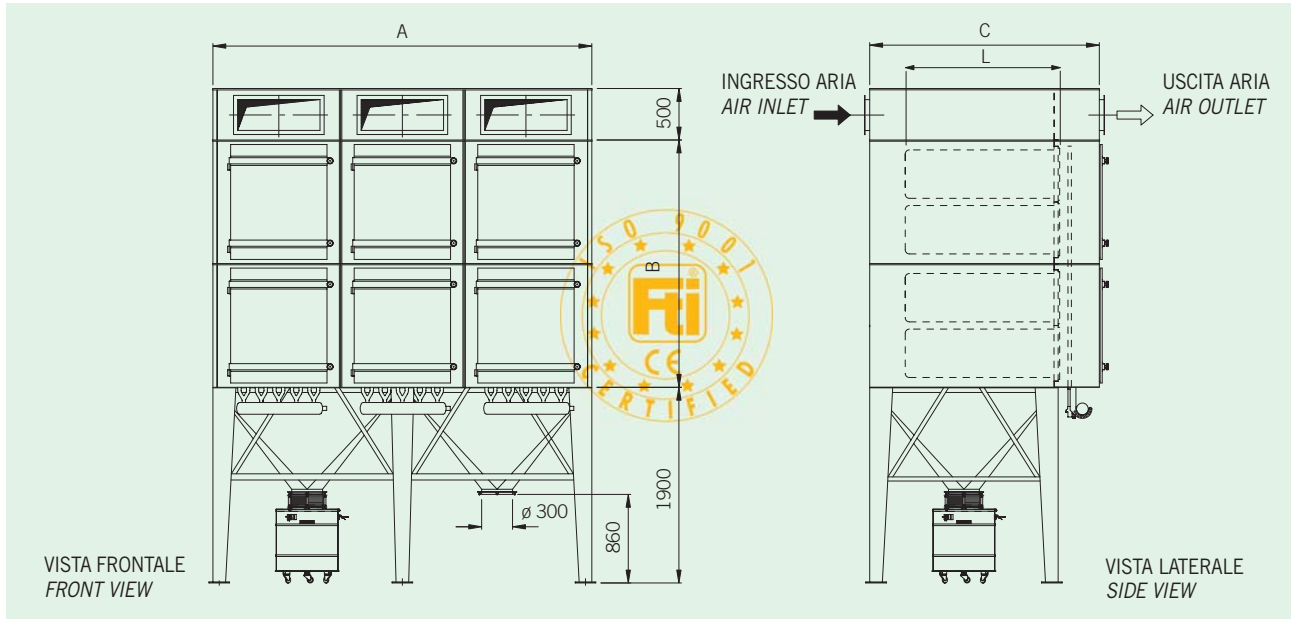 A
500
B
1900
860
ø 300
VISTA FRONTALE
FRONT VIEW
C
L
INGRESSO ARIA
AIR INLET
USCITA ARIA
AIR OUTLET
VISTA LATERALE
SIDE VIEW
ISO 9001
Fti
®
CE
CERTIFIED